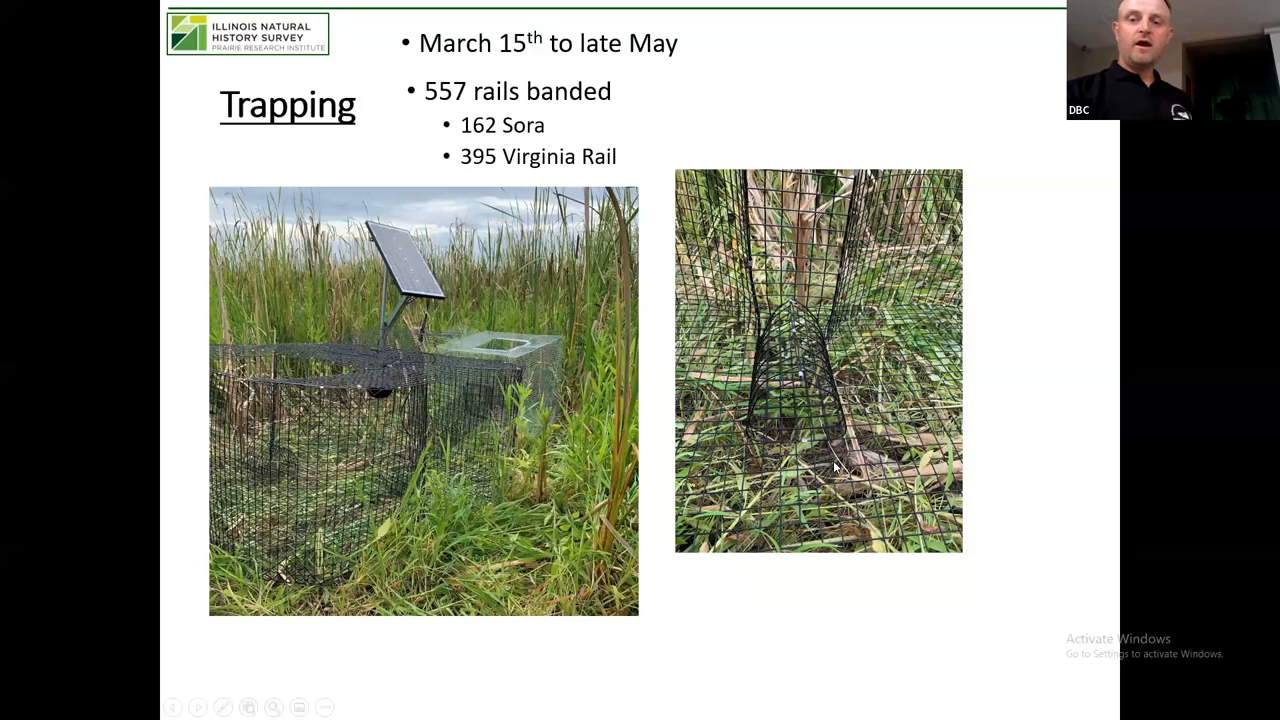 ILLINOIS NATURAL
HISTORY SURVEY
PRAIRIE RESEARCH INSTITUTE
• March 15th to late May
Trapping
• 557 rails banded
• 162 Sora
• 395 Virginia Rail
DBC
Activate Windows
Go to Settings to activate Windows.